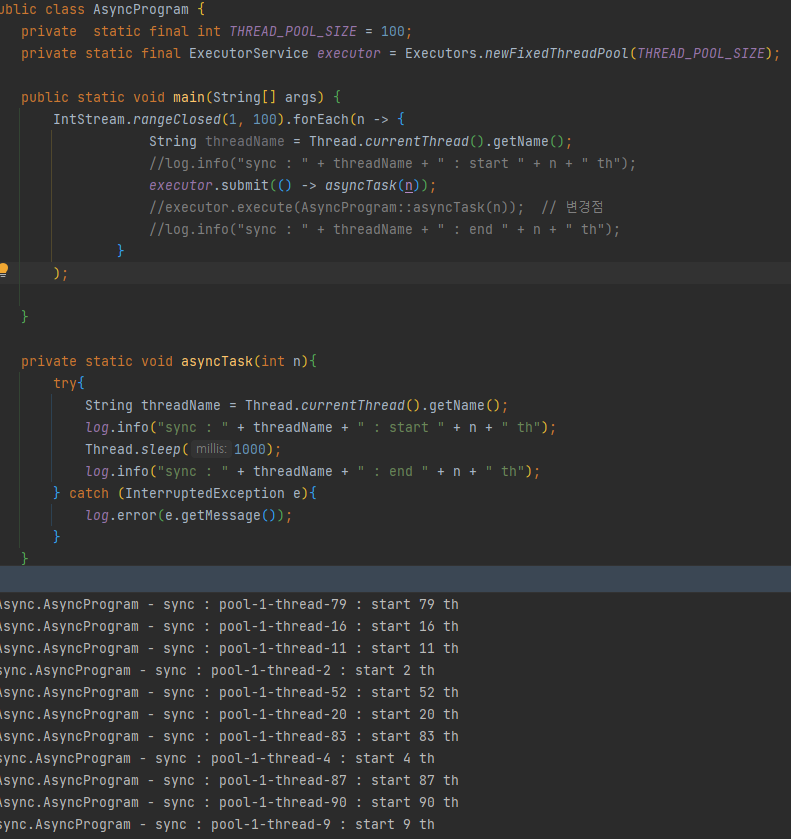 ublic class AsyncProgram {
private  static final int THREAD_POOL_SIZE = 100;
private static final ExecutorService executor = Executors.newFixedThreadPool(THREAD_POOL_SIZE);
public static void main(String[] args) {
IntStream.rangeClosed(1, 100).forEach(n -> {
String threadName = Thread.currentThread().getName();
//log.info("sync : " + threadName + " : start " + n + " th");
executor.submit(() -> asyncTask(n));
//executor.execute(AsyncProgram::asyncTask(n));  // 변경점
//log.info("sync : " + threadName + " : end " + n + " th");
}
);
}
private static void asyncTask(int n){
try{
String threadName = Thread.currentThread().getName();
log.info("sync : " + threadName + " : start " + n + " th");
Thread.sleep( millis: 1000);
log.info("sync : " + threadName + " : end " + n + " th");
} catch (InterruptedException e){
log.error(e.getMessage());
}
}
Async.AsyncProgram - sync : pool-1-thread-79 : start 79 th
Async.AsyncProgram - sync : pool-1-thread-16 : start 16 th
Async.AsyncProgram - sync : pool-1-thread-11 : start 11 th
sync.AsyncProgram - sync : pool-1-thread-2 : start 2 th
Async.AsyncProgram - sync : pool-1-thread-52 : start 52 th
Async.AsyncProgram - sync : pool-1-thread-20 : start 20 th
Async.AsyncProgram - sync : pool-1-thread-83 : start 83 th
sync.AsyncProgram - sync : pool-1-thread-4 : start 4 th
Async.AsyncProgram - sync : pool-1-thread-87 : start 87 th
Async.AsyncProgram - sync : pool-1-thread-90 : start 90 th
sync.AsyncProgram - sync : pool-1-thread-9 : start 9 th